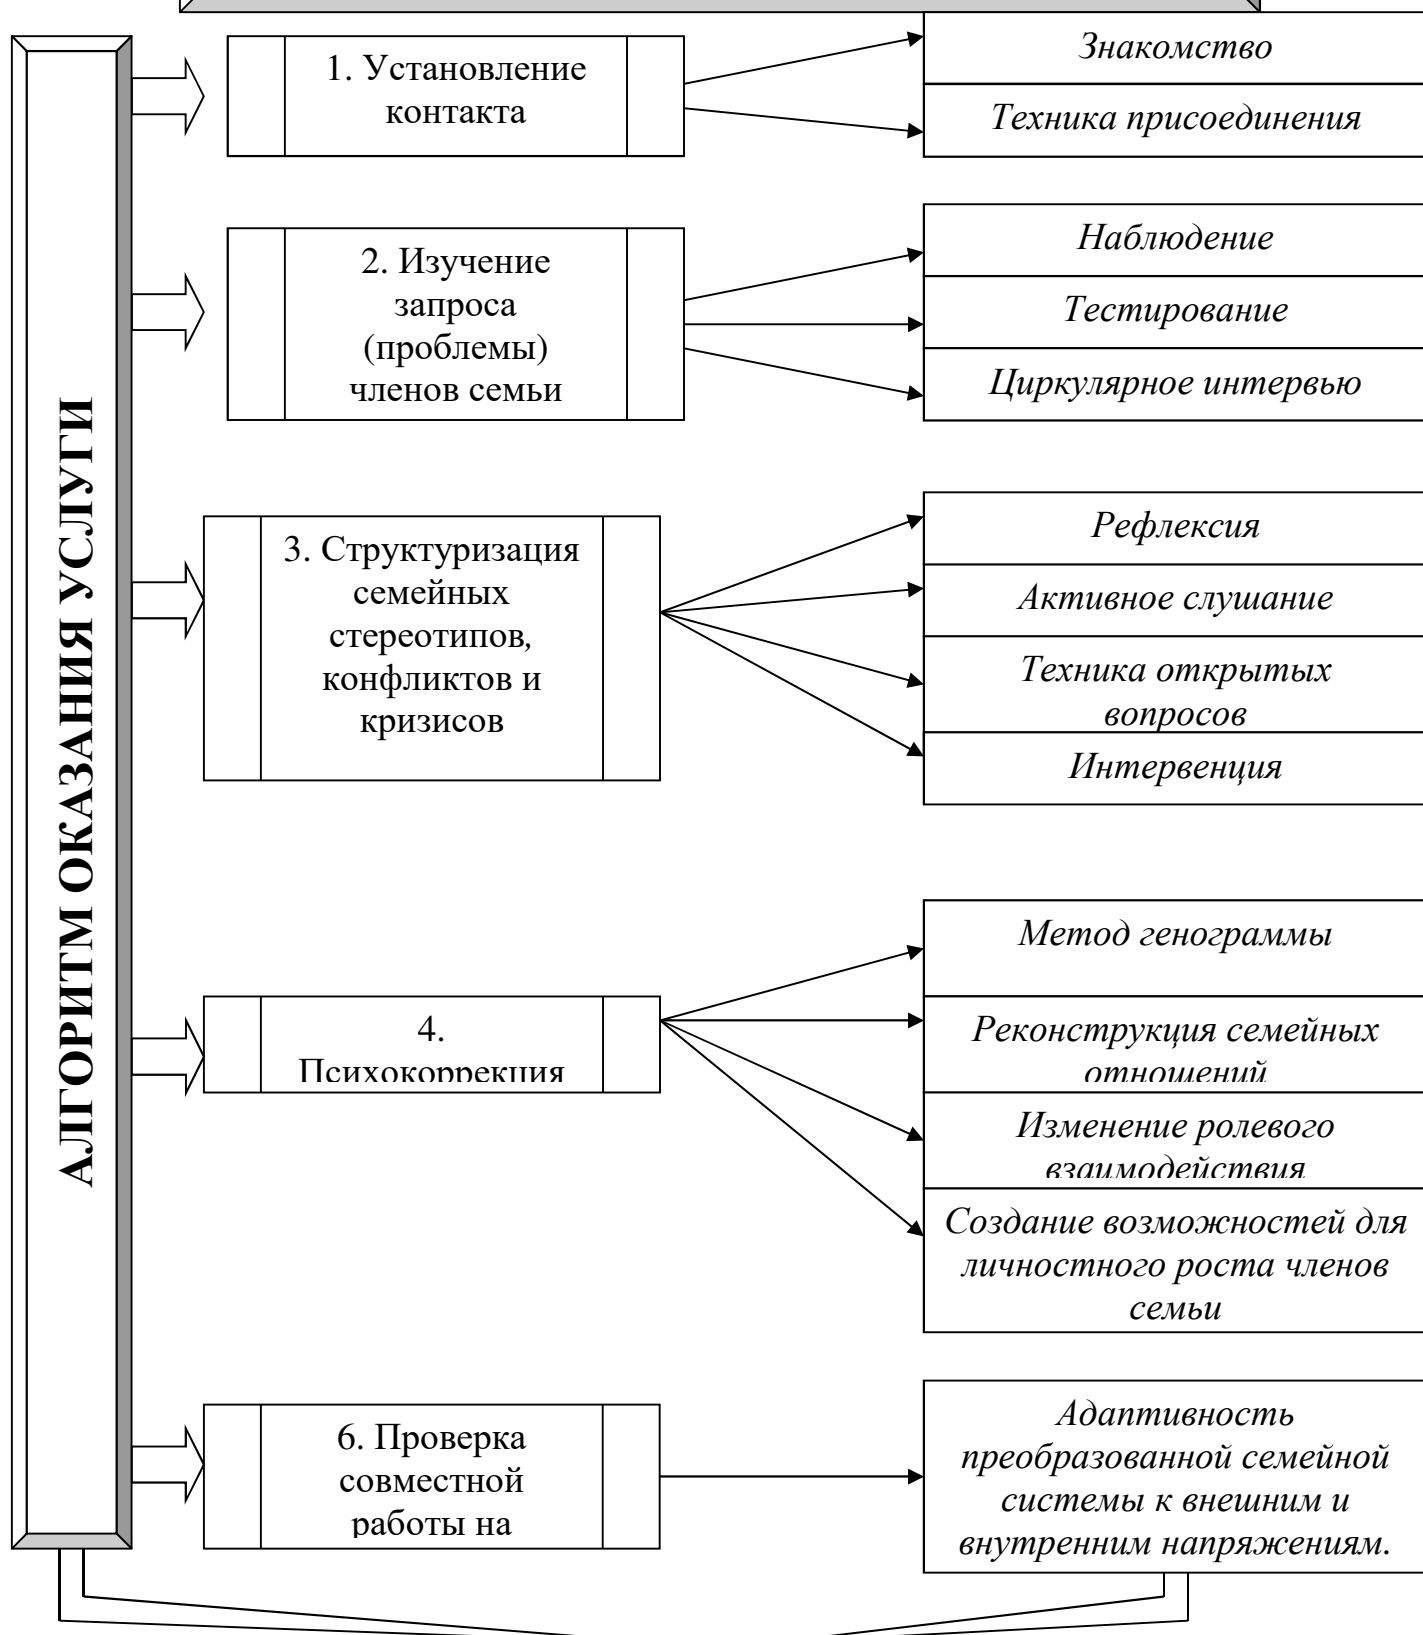 АЛГОРИТМ ОКАЗАНИЯ УСЛУГИ
1. Установление
контакта
Знакомство
Техника присоединения
2. Изучение
запроса
(проблемы)
членов семьи
Наблюдение
Тестирование
Циркулярное интервью
3. Структуризация
семейных
стереотипов,
конфликтов и
кризисов
Рефлексия
Активное слушание
Техника открытых
вопросов
Интервенция
4.
Психокоррекция
Метод генограммы
Реконструкция семейных
отношений
Изменение ролевого
взаимодействия
Создание возможностей для
личностного роста членов
семьи
6. Проверка
совместной
работы на
Адаптивность
преобразованной семейной
системы к внешним и
внутренним напряжениям.